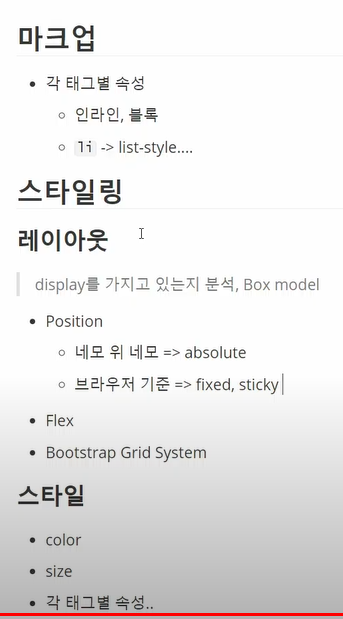 마크업
각 태그별 속성
인라인, 블록
li -> list-style....
스타일링
레이아웃
display를 가지고 있는지 분석, Box model
Position
네모 위 네모 => absolute
브라우저 기준 => fixed, sticky
Flex
Bootstrap Grid System
스타일
color
size
각 태그별 속성..